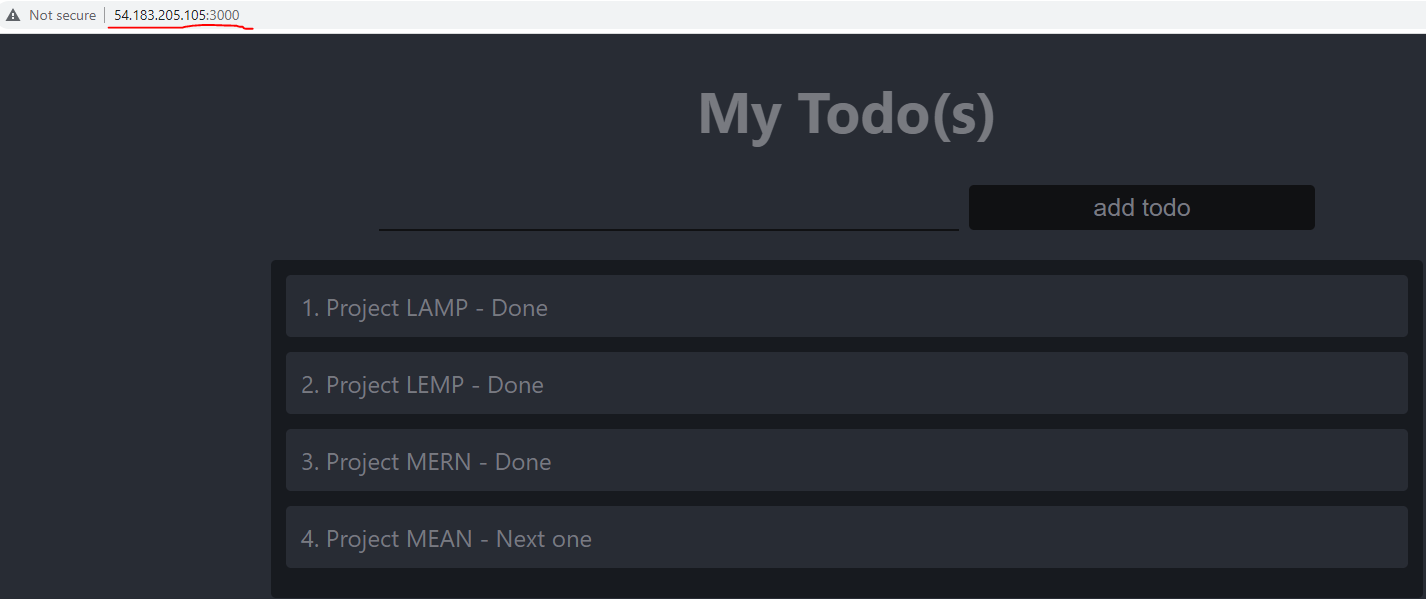 Not secure 54.183.205.105:3000
My Todo(s)
add todo
1. Project LAMP - Done
2. Project LEMP - Done
3. Project MERN - Done
4. Project MEAN - Next one